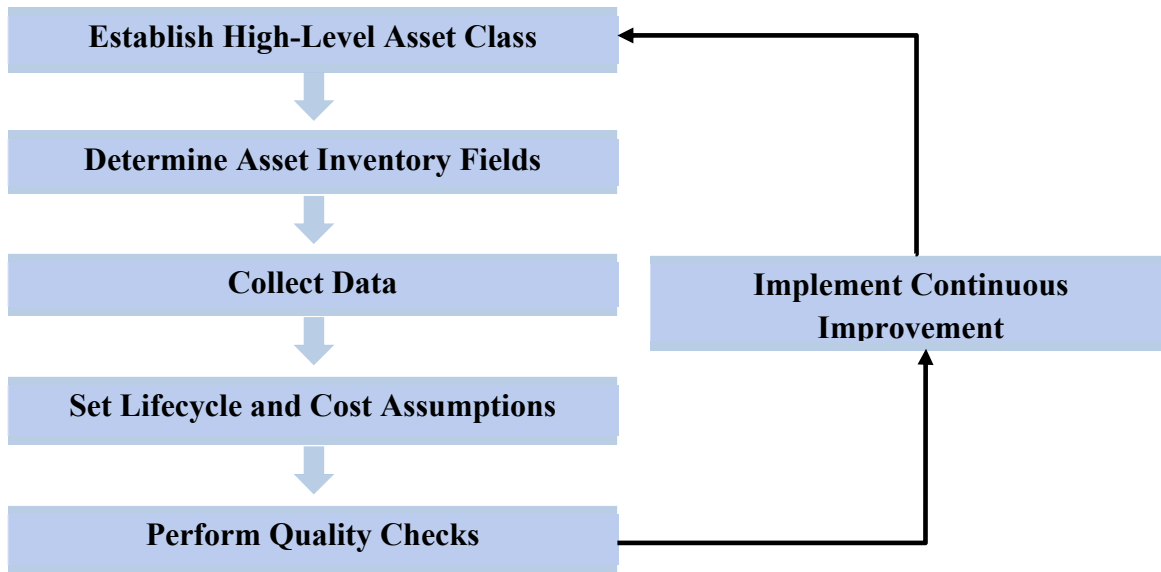 Establish High-Level Asset Class
Determine Asset Inventory Fields
Collect Data
Set Lifecycle and Cost Assumptions
Perform Quality Checks
Implement Continuous
Improvement